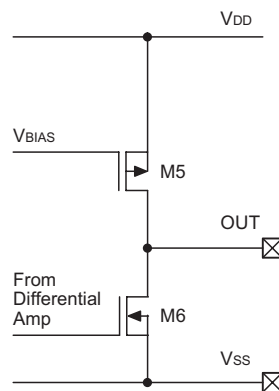 VDD
VBIAS
M5
OUT
From
Differential
Amp
M6
VSS